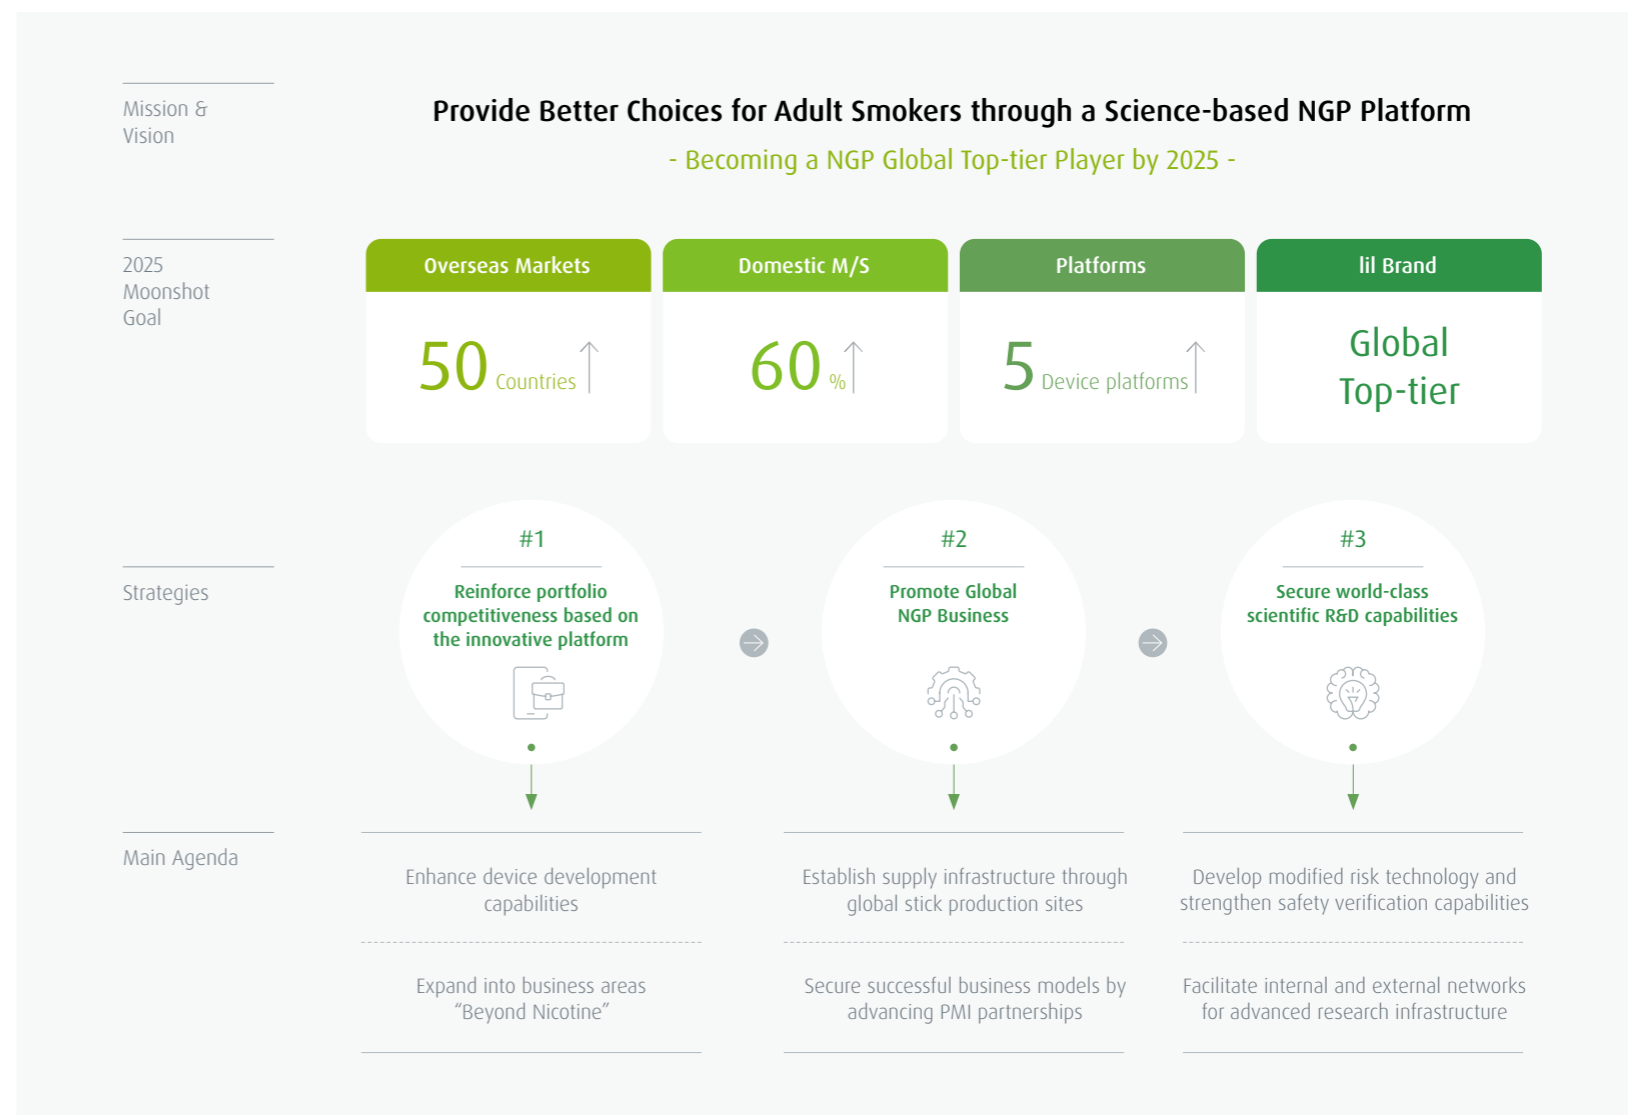 Mission &
Vision
Provide Better Choices for Adult Smokers through a Science-based NGP Platform
- Becoming a NGP Global Top-tier Player by 2025 -
2025
Moonshot
Goal
Overseas Markets
50 Countries
Domestic M/S
60 %
Platforms
5 Device platforms
lil Brand
Global
Top-tier
Strategies
#1
Reinforce portfolio
competitiveness based on
the innovative platform
#2
Promote Global
NGP Business
#3
Secure world-class
scientific R&D capabilities
Main Agenda
Enhance device development
capabilities
Establish supply infrastructure through
global stick production sites
Develop modified risk technology and
strengthen safety verification capabilities
Expand into business areas
“Beyond Nicotine”
Secure successful business models by
advancing PMI partnerships
Facilitate internal and external networks
for advanced research infrastructure